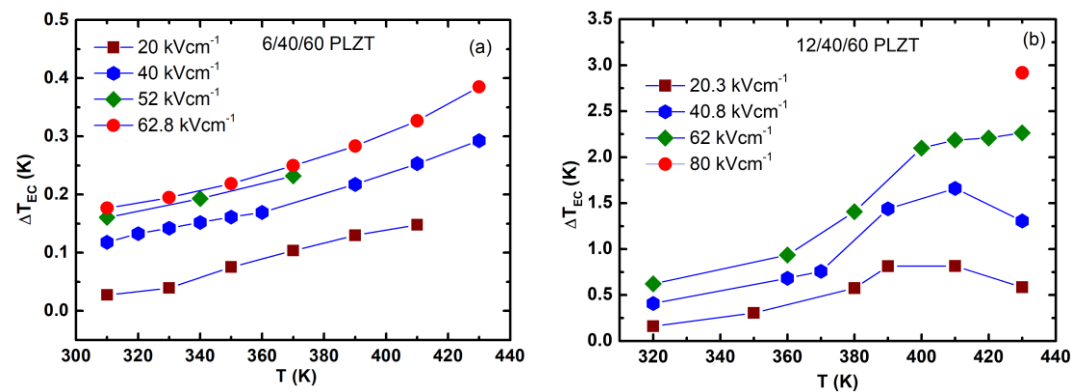 6/40/60 PLZT
(a)
20 kVcm⁻¹
40 kVcm⁻¹
52 kVcm⁻¹
62.8 kVcm⁻¹
ΔT_EC (K)
0.6
0.5
0.4
0.3
0.2
0.1
0.0
300 320 340 360 380 400 420 440
T (K)
12/40/60 PLZT
(b)
20.3 kVcm⁻¹
40.8 kVcm⁻¹
62 kVcm⁻¹
80 kVcm⁻¹
ΔT_EC (K)
3.5
3.0
2.5
2.0
1.5
1.0
0.5
0.0
320 340 360 380 400 420 440
T (K)